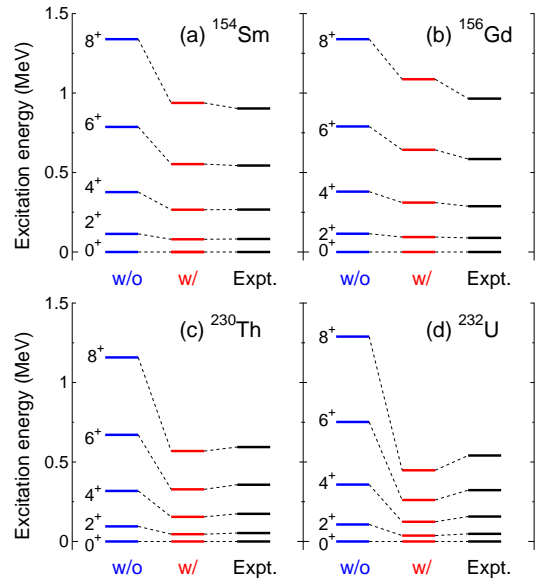 1.5
(a) ¹⁵⁴Sm
(b) ¹⁵⁶Gd
8⁺
8⁺
1
6⁺
6⁺
0.5
4⁺
4⁺
2⁺
2⁺
0
0⁺
0⁺
Excitation energy (MeV)
w/o w/ Expt.
w/o w/ Expt.
1.5
(c) ²³⁰Th
(d) ²³²U
8⁺
8⁺
1
6⁺
6⁺
0.5
4⁺
4⁺
2⁺
2⁺
0
0⁺
0⁺
Excitation energy (MeV)
w/o w/ Expt.
w/o w/ Expt.